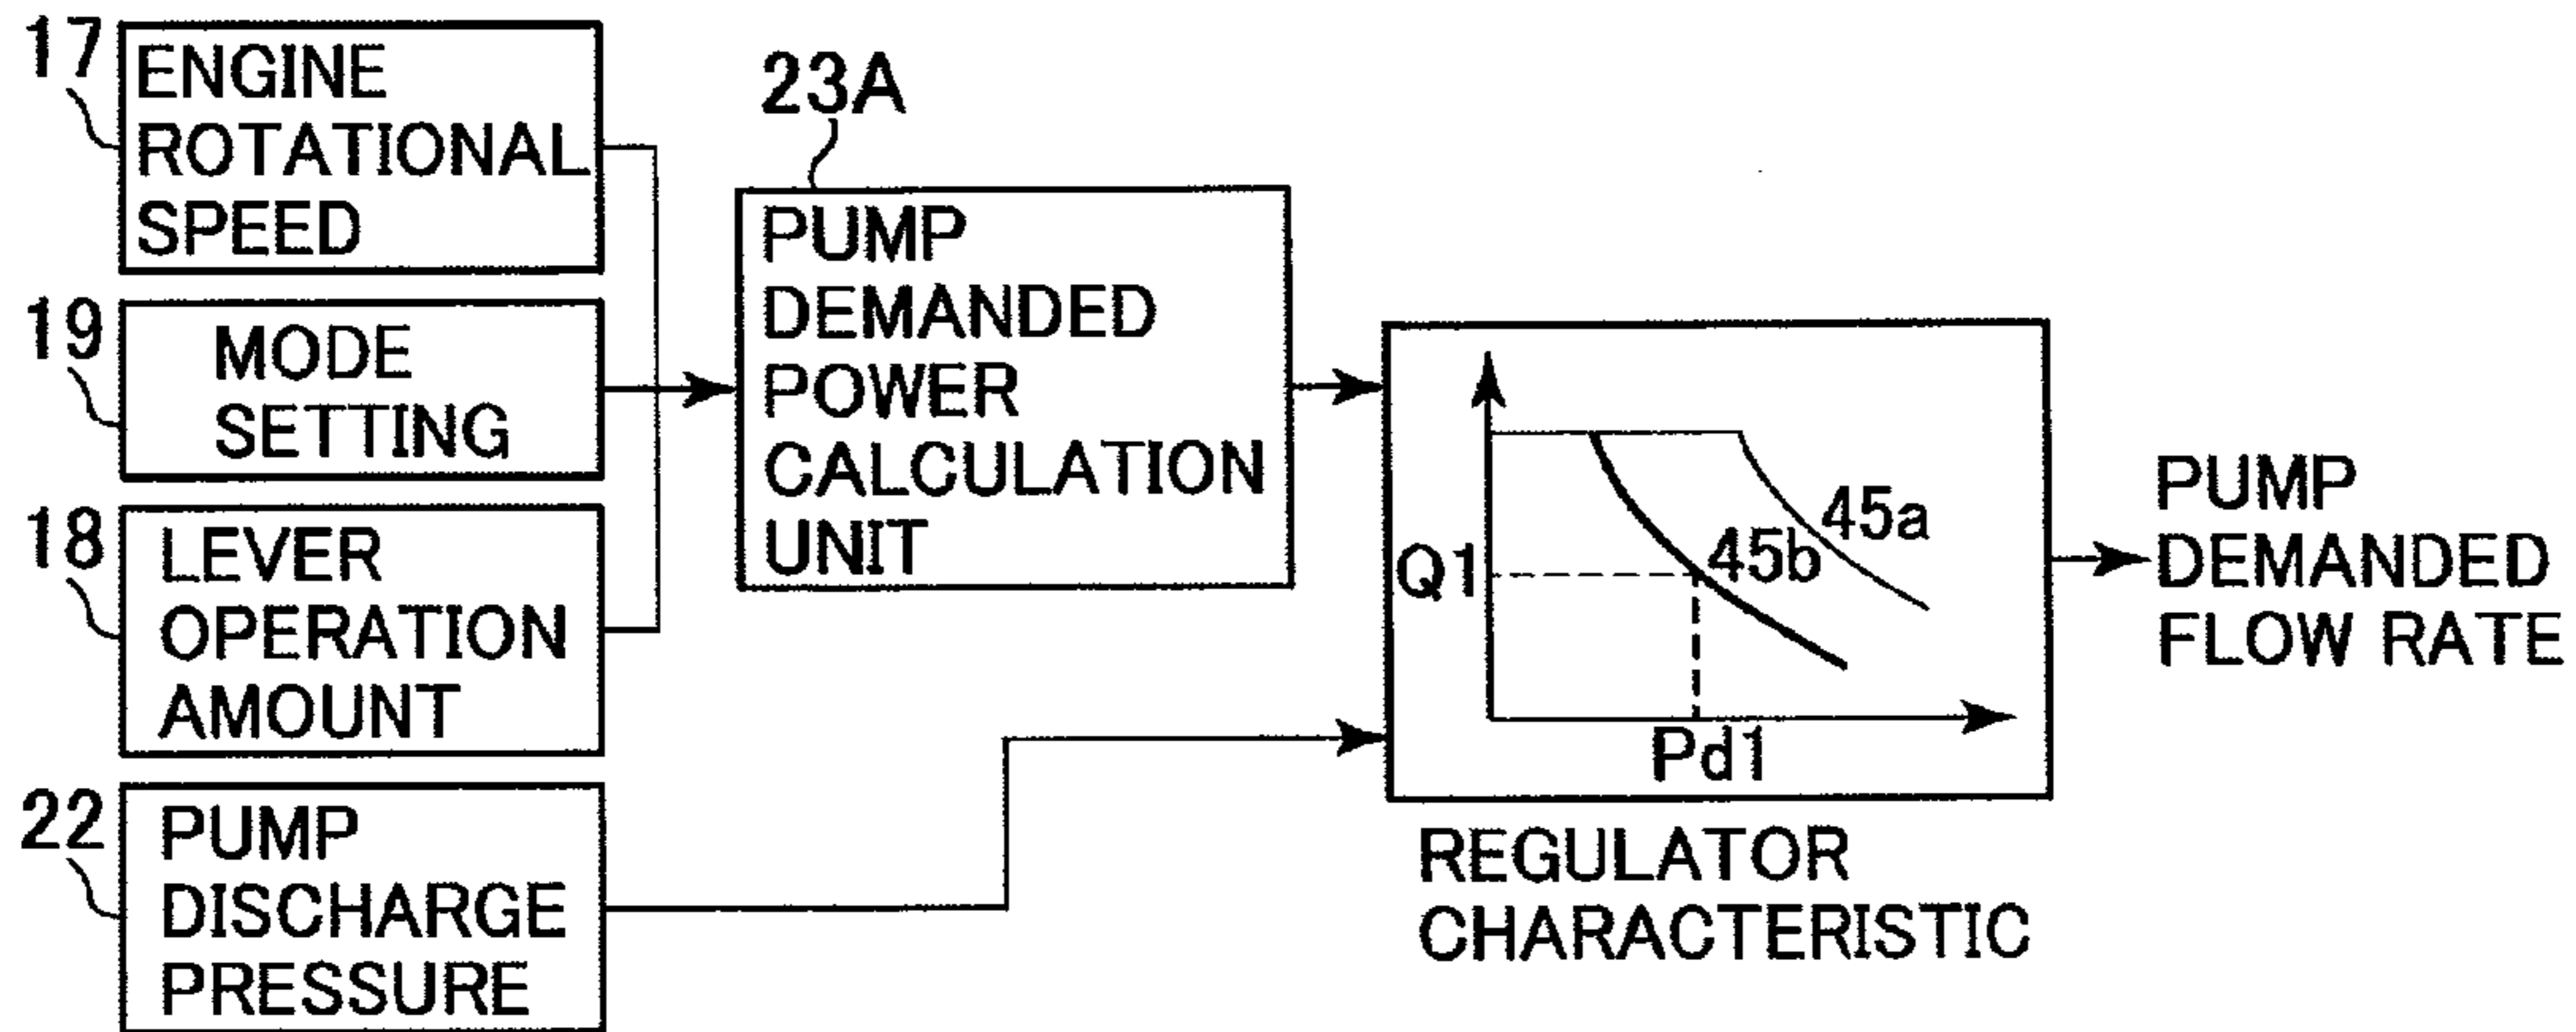 17
ENGINE
ROTATIONAL
SPEED
19
MODE
SETTING
18
LEVER
OPERATION
AMOUNT
22
PUMP
DISCHARGE
PRESSURE
23A
PUMP
DEMANDED
POWER
CALCULATION
UNIT
45a
45b
Q1
Pd1
REGULATOR
CHARACTERISTIC
PUMP
DEMANDED
FLOW RATE